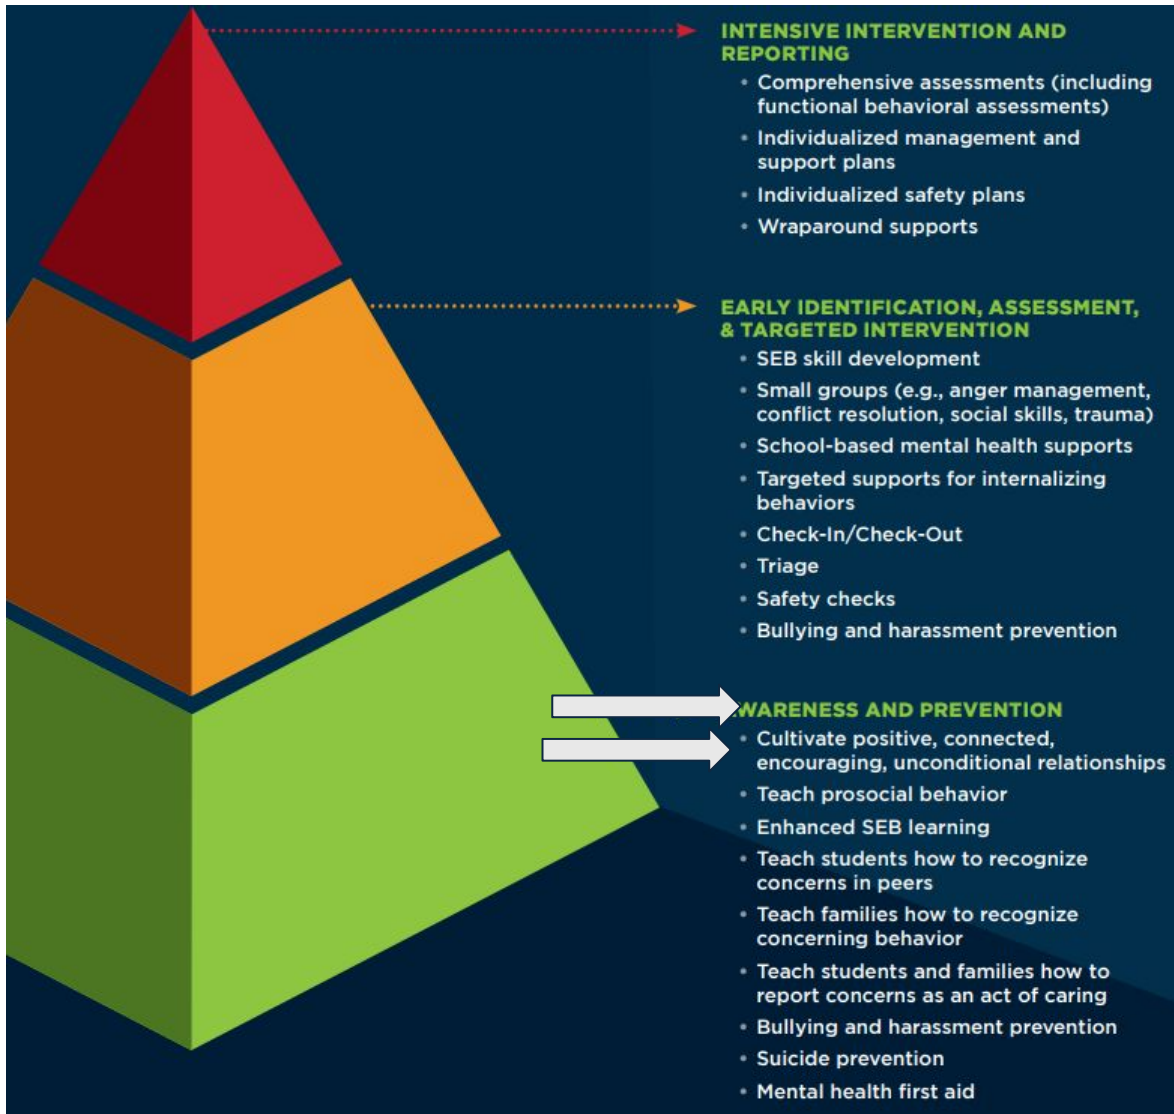 INTENSIVE INTERVENTION AND
REPORTING
• Comprehensive assessments (including
functional behavioral assessments)
• Individualized management and
support plans
• Individualized safety plans
• Wraparound supports
EARLY IDENTIFICATION, ASSESSMENT,
& TARGETED INTERVENTION
• SEB skill development
• Small groups (e.g., anger management,
conflict resolution, social skills, trauma)
• School-based mental health supports
• Targeted supports for internalizing
behaviors
• Check-In/Check-Out
• Triage
• Safety checks
• Bullying and harassment prevention
WARENESS AND PREVENTION
• Cultivate positive, connected,
encouraging, unconditional relationships
• Teach prosocial behavior
• Enhanced SEB learning
• Teach students how to recognize
concerns in peers
• Teach families how to recognize
concerning behavior
• Teach students and families how to
report concerns as an act of caring
• Bullying and harassment prevention
• Suicide prevention
• Mental health first aid